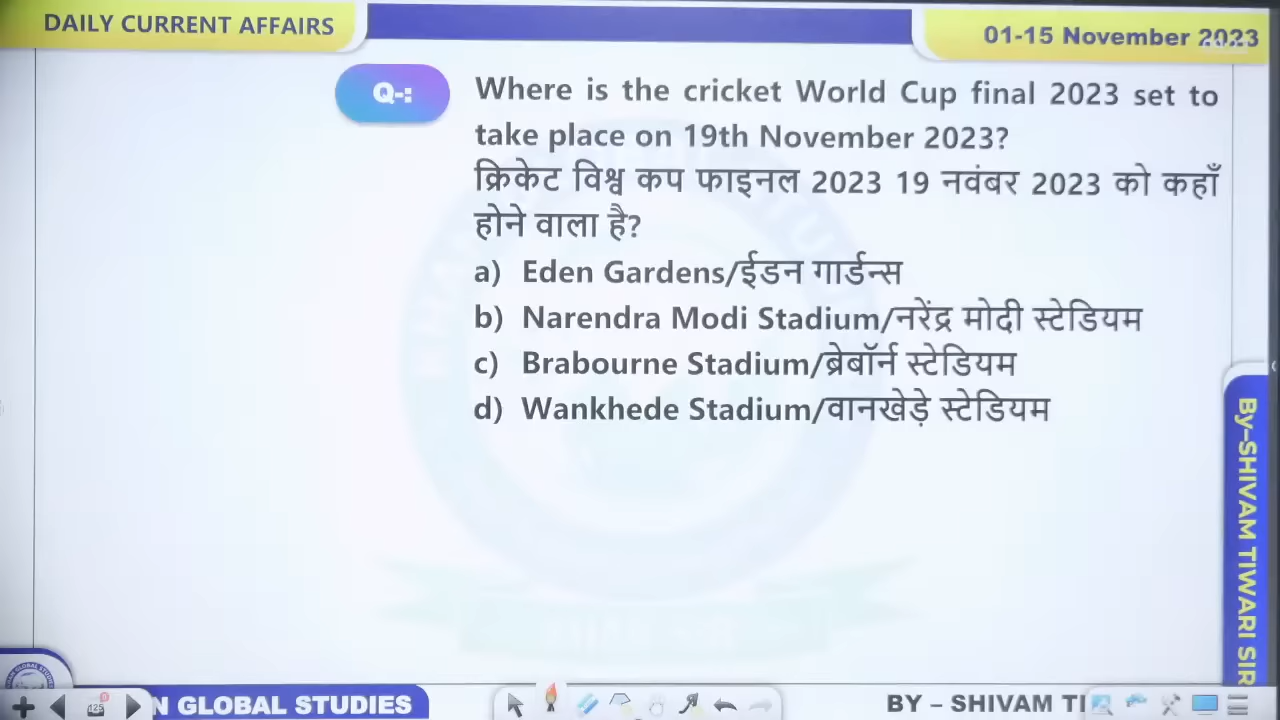 DAILY CURRENT AFFAIRS
01-15 November 2023
Q-:
Where is the cricket World Cup final 2023 set to
take place on 19th November 2023?
क्रिकेट विश्व कप फाइनल 2023 19 नवंबर 2023 को कहाँ
होने वाला है?
a) Eden Gardens/ईडन गार्डन्स
b) Narendra Modi Stadium/नरेंद्र मोदी स्टेडियम
c) Brabourne Stadium/ब्रेबॉर्न स्टेडियम
d) Wankhede Stadium/वानखेड़े स्टेडियम
By-SHIVAM TIWARI SIR
N GLOBAL STUDIES
BY – SHIVAM TI
125